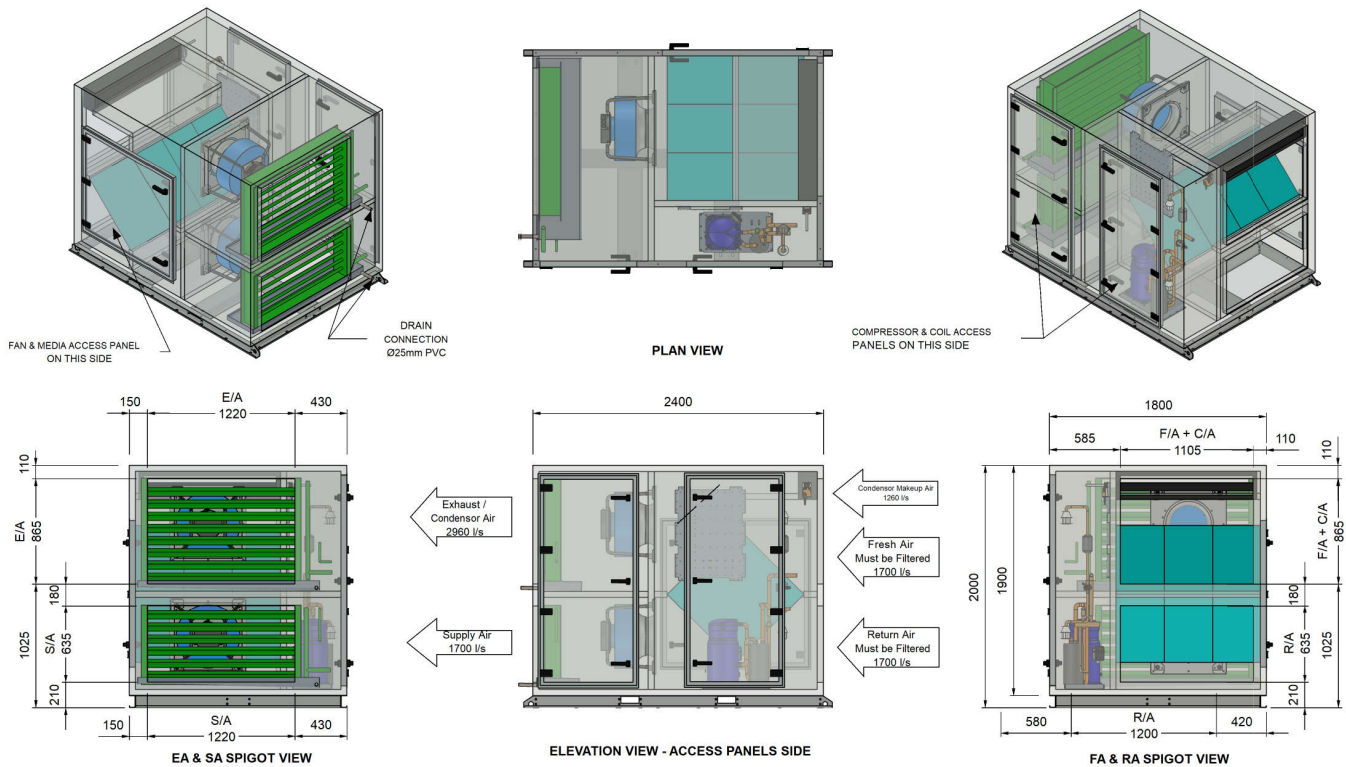 FAN & MEDIA ACCESS PANEL
ON THIS SIDE
DRAIN
CONNECTION
Ø25mm PVC
PLAN VIEW
COMPRESSOR & COIL ACCESS
PANELS ON THIS SIDE
E/A
150
1220
430
110
E/A
865
180
S/A
635
1025
210
S/A
150
1220
430
EA & SA SPIGOT VIEW
2400
Exhaust /
Condensor Air
2960 l/s
Supply Air
1700 l/s
Condensor Makeup Air
1260 l/s
Fresh Air
Must be Filtered
1700 l/s
Return Air
Must be Filtered
1700 l/s
ELEVATION VIEW - ACCESS PANELS SIDE
1800
F/A + C/A
585
1105
110
110
F/A + C/A
865
2000
1900
180
R/A
635
1025
210
R/A
580
1200
420
FA & RA SPIGOT VIEW